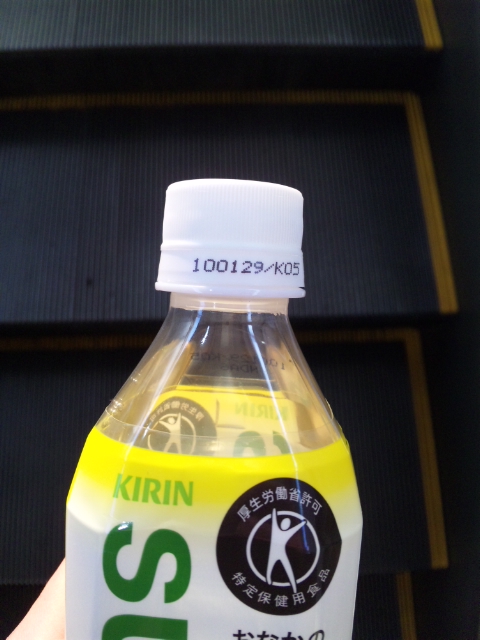 100129/K05
KIRIN
厚生労働省許可
特定保健用食品
su
おなかの